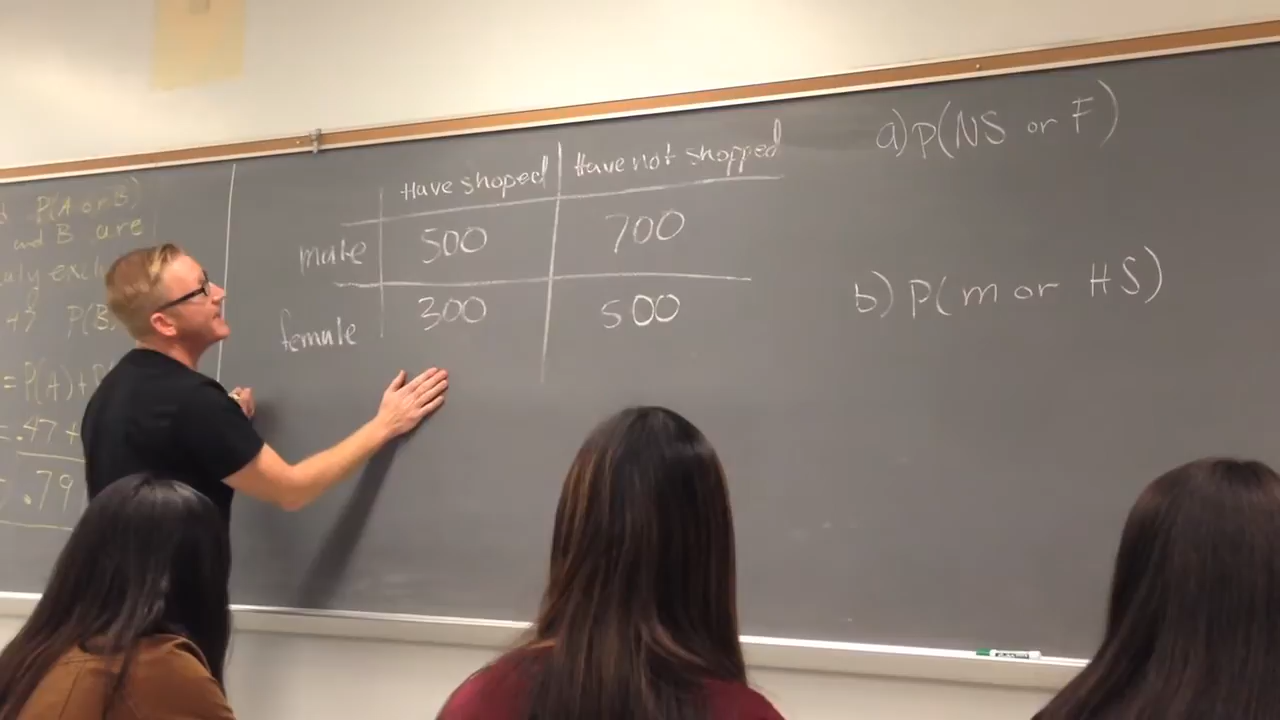 P(A or B)
and B are
P(B)
= P(A) +
= .47 +
.79
Have shoped Have not shopped
male 500 700
female 300 500
a) P(NS or F)
b) P(m or HS)